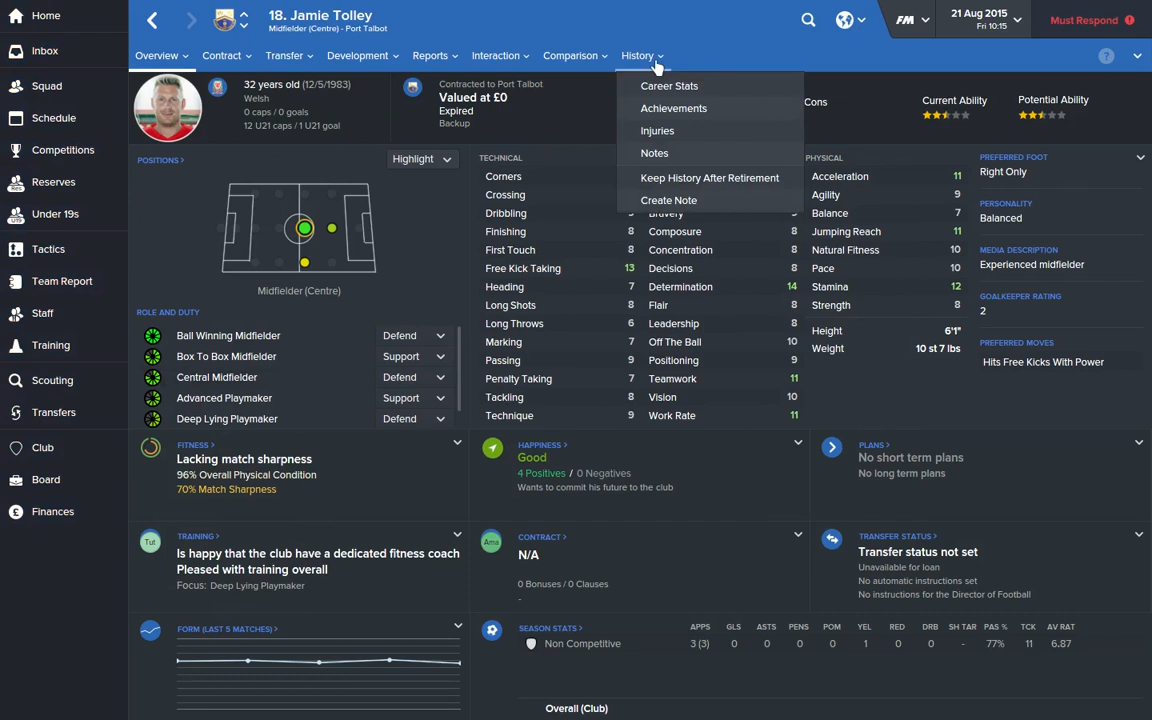 Home
Inbox
Squad
Schedule
Competitions
Reserves
Under 19s
Tactics
Team Report
Staff
Training
Scouting
Transfers
Club
Board
Finances
18. Jamie Tolley
Midfielder (Centre) - Port Talbot
FM
21 Aug 2015
Fri 10:15
Must Respond
Overview
Contract
Transfer
Development
Reports
Interaction
Comparison
History
?
Career Stats
Achievements
Injuries
Notes
Keep History After Retirement
Create Note
32 years old (12/5/1983)
Welsh
0 caps / 0 goals
12 U21 caps / 1 U21 goal
Contracted to Port Talbot
Valued at £0
Expired
Backup
Cons
Current Ability
Potential Ability
POSITIONS >
Highlight
Midfielder (Centre)
ROLE AND DUTY
Ball Winning Midfielder Defend
Box To Box Midfielder Support
Central Midfielder Defend
Advanced Playmaker Support
Deep Lying Playmaker Defend
TECHNICAL
Corners
Crossing
Dribbling
Finishing 8
First Touch 8
Free Kick Taking 13
Heading 7
Long Shots 8
Long Throws 6
Marking 7
Passing 9
Penalty Taking 7
Tackling 8
Technique 9
Bravery
Composure 8
Concentration 8
Decisions 8
Determination 14
Flair 8
Leadership 8
Off The Ball 10
Positioning 9
Teamwork 11
Vision 10
Work Rate 11
PHYSICAL
Acceleration 11
Agility 9
Balance 7
Jumping Reach 11
Natural Fitness 10
Pace 10
Stamina 12
Strength 8
Height 6'1"
Weight 10 st 7 lbs
PREFERRED FOOT
Right Only
PERSONALITY
Balanced
MEDIA DESCRIPTION
Experienced midfielder
GOALKEEPER RATING
2
PREFERRED MOVES
Hits Free Kicks With Power
FITNESS >
Lacking match sharpness
96% Overall Physical Condition
70% Match Sharpness
HAPPINESS >
Good
4 Positives / 0 Negatives
Wants to commit his future to the club
PLANS >
No short term plans
No long term plans
Tut
TRAINING >
Is happy that the club have a dedicated fitness coach
Pleased with training overall
Focus: Deep Lying Playmaker
Ama
CONTRACT >
N/A
0 Bonuses / 0 Clauses
-
TRANSFER STATUS >
Transfer status not set
Unavailable for loan
No automatic instructions set
No instructions for the Director of Football
FORM (LAST 5 MATCHES) >
SEASON STATS > APPS GLS ASTS PENS POM YEL RED DRB SH TAR PAS % TCK AV RAT
Non Competitive 3 (3) 0 0 0 0 1 0 0 - 77% 11 6.87
Overall (Club)